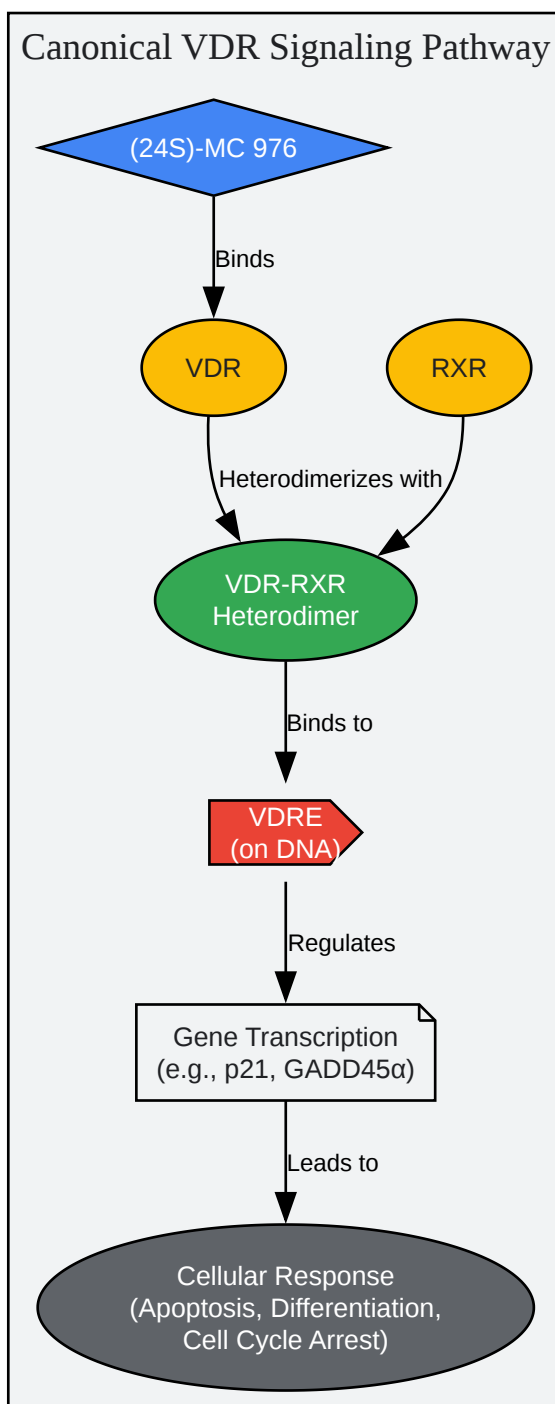 Canonical VDR Signaling Pathway
(24S)-MC 976
Binds
VDR
RXR
Heterodimerizes with
VDR-RXR
Heterodimer
Binds to
VDRE
(on DNA)
Regulates
Gene Transcription
(e.g., p21, GADD45α)
Leads to
Cellular Response
(Apoptosis, Differentiation,
Cell Cycle Arrest)